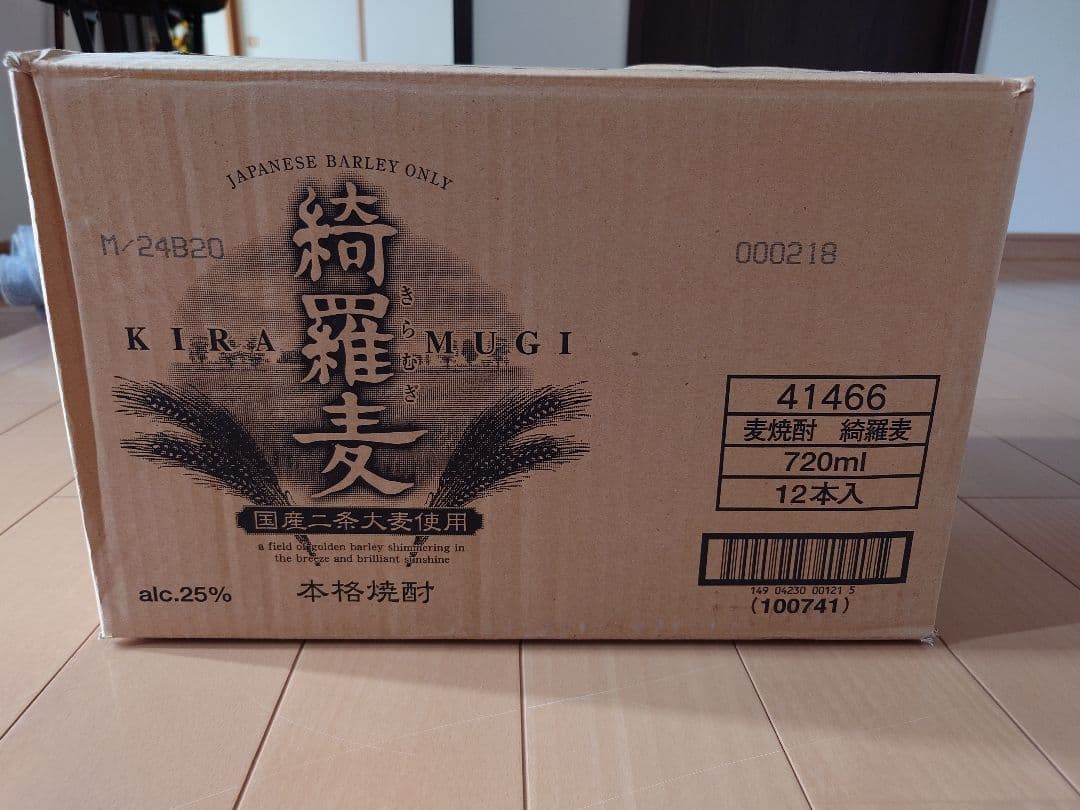 JAPANESE BARLEY ONLY
M/24B20
綺羅麦
きらむぎ
KIRA MUGI
国産二条大麦使用
a field of golden barley shimmering in
the breeze and brilliant sunshine
alc.25%
本格焼酎
000218
41466
麦焼酎 綺羅麦
720ml
12本入
149 04230 00121 5
(100741)